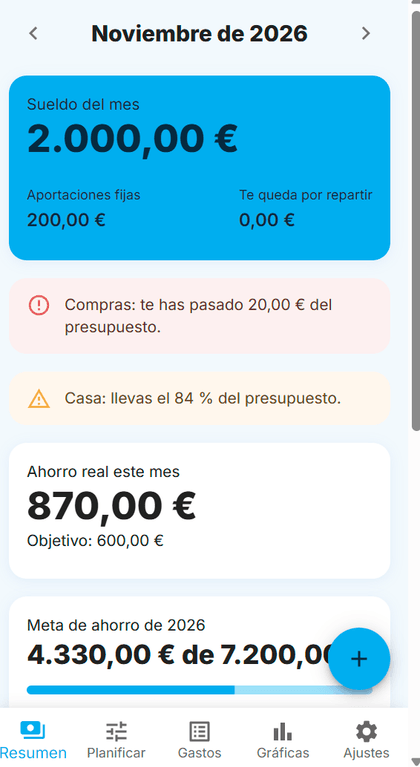 Noviembre de 2026
Sueldo del mes
2.000,00 €
Aportaciones fijas
Te queda por repartir
200,00 €
0,00 €
Compras: te has pasado 20,00 € del
presupuesto.
Casa: llevas el 84 % del presupuesto.
Ahorro real este mes
870,00 €
Objetivo: 600,00 €
Meta de ahorro de 2026
4.330,00 € de 7.200,0
Resumen
Planificar
Gastos
Gráficas
Ajustes